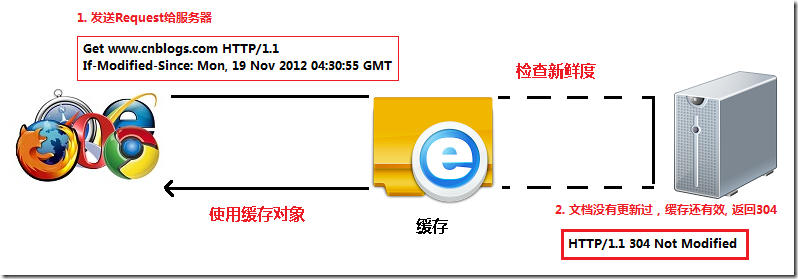 1. 发送Request给服务器
Get www.cnblogs.com HTTP/1.1
If-Modified-Since: Mon, 19 Nov 2012 04:30:55 GMT
检查新鲜度
使用缓存对象
缓存
2. 文档没有更新过，缓存还有效, 返回304
HTTP/1.1 304 Not Modified